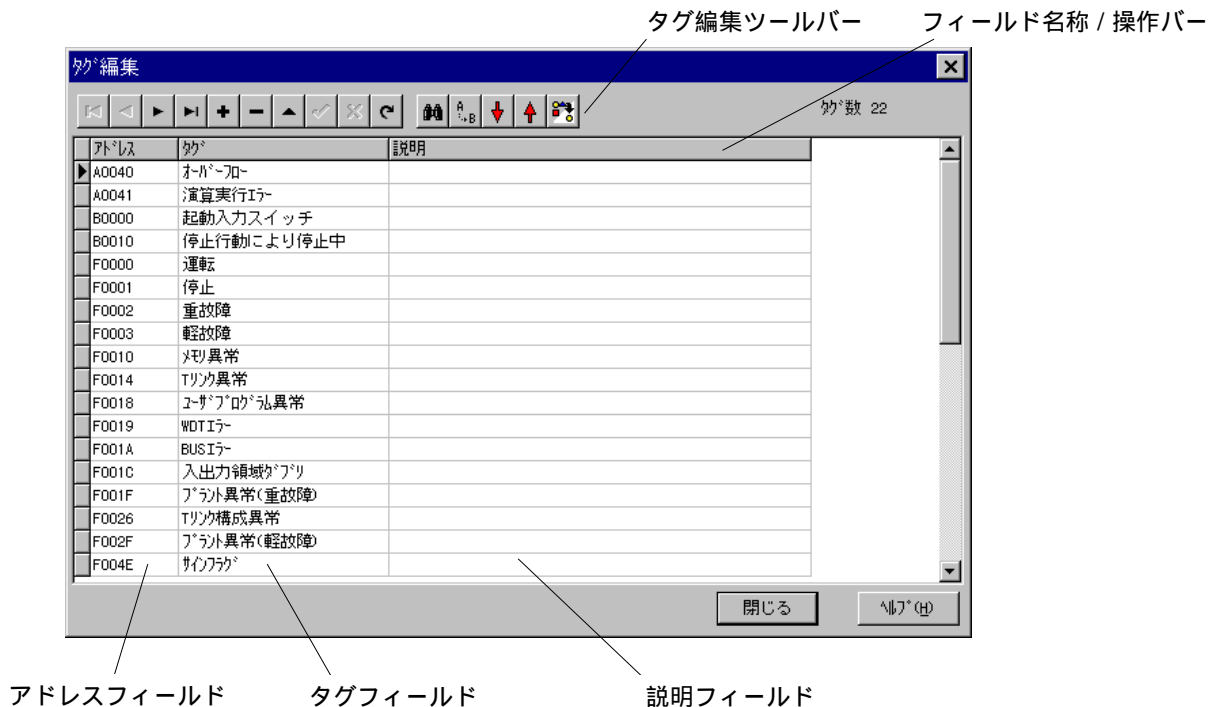 タグ編集ツールバー
フィールド名称 / 操作バー
ﾀｸﾞ編集
A B
ﾀｸﾞ数 22
ｱﾄﾞﾚｽ ﾀｸﾞ 説明
A0040 ｵｰﾊﾞｰﾌﾛｰ
A0041 演算実行ｴﾗｰ
B0000 起動入力スイッチ
B0010 停止行動により停止中
F0000 運転
F0001 停止
F0002 重故障
F0003 軽故障
F0010 ﾒﾓﾘ異常
F0014 Tﾘﾝｸ異常
F0018 ﾕｰｻﾞﾌﾟﾛｸﾞﾗﾑ異常
F0019 WDTｴﾗｰ
F001A BUSｴﾗｰ
F001C 入出力領域ﾀﾞﾌﾞﾘ
F001F ﾌﾟﾗﾝﾄ異常(重故障)
F0026 Tﾘﾝｸ構成異常
F002F ﾌﾟﾗﾝﾄ異常(軽故障)
F004E ｻｲﾝﾌﾗｸﾞ
閉じる
ﾍﾙﾌﾟ(H)
アドレスフィールド
タグフィールド
説明フィールド